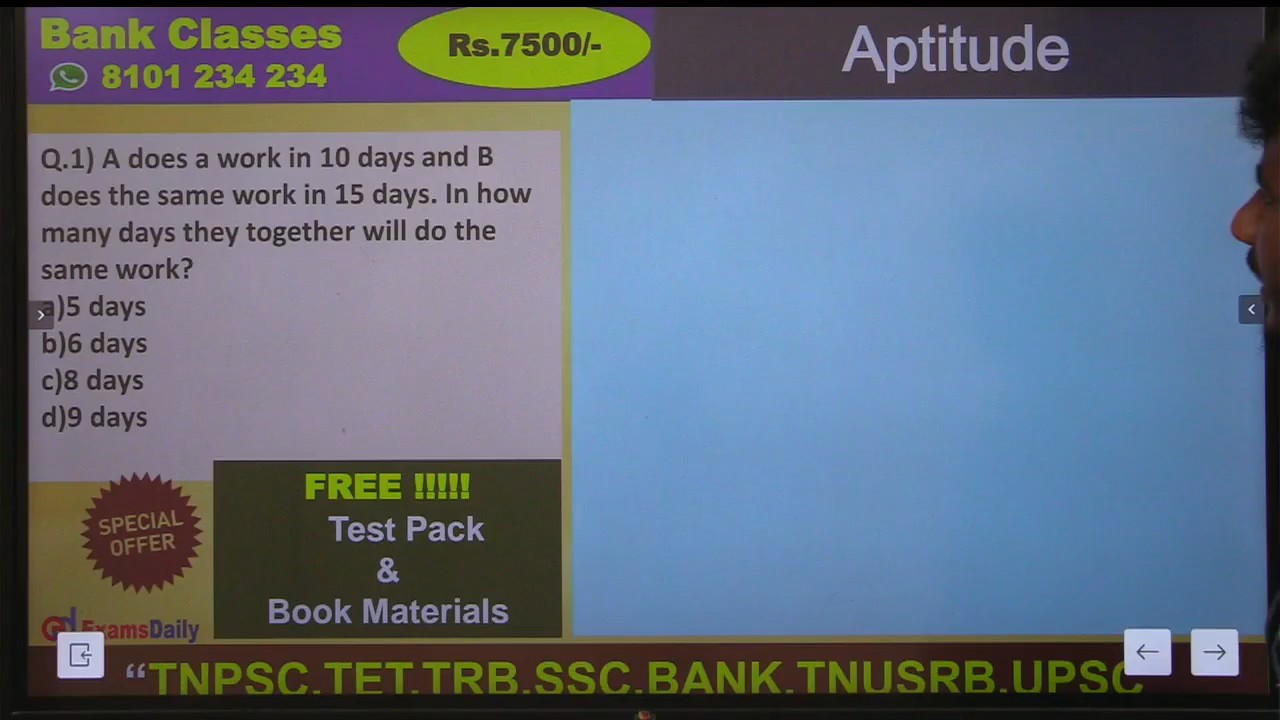 Bank Classes
8101 234 234
Rs.7500/-
Aptitude
Q.1) A does a work in 10 days and B
does the same work in 15 days. In how
many days they together will do the
same work?
a)5 days
b)6 days
c)8 days
d)9 days
SPECIAL
OFFER
FREE !!!!!
Test Pack
&
Book Materials
ExamsDaily
“TNPSC.TET.TRB.SSC.BANK.TNUSRB.UPSC